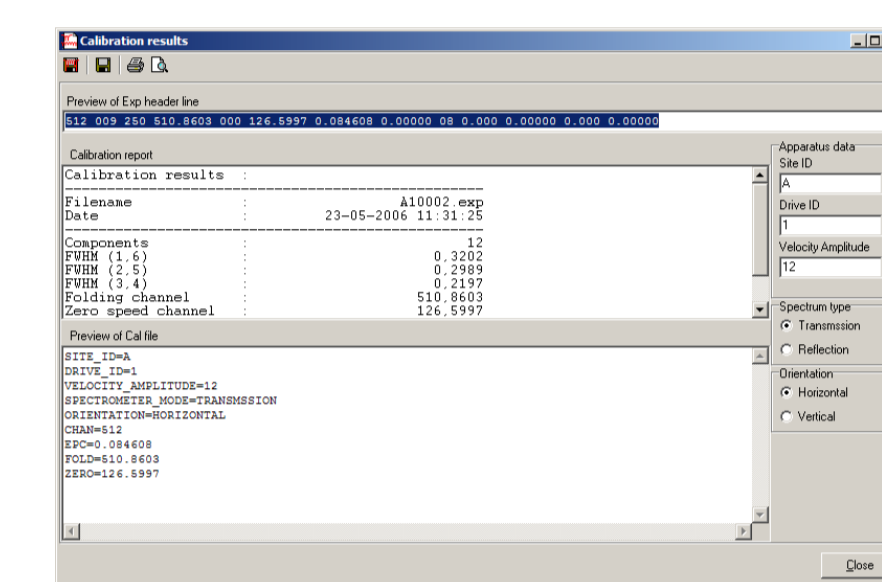 Calibration results
Preview of Exp header line
512 009 250 510.8603 000 126.5997 0.084608 0.00000 08 0.000 0.00000 0.000 0.00000
Calibration report
Calibration results :
Filename : A10002.exp
Date : 23-05-2006 11:31:25
Components : 12
FWHM (1,6) : 0,3202
FWHM (2,5) : 0,2989
FWHM (3,4) : 0,2197
Folding channel : 510,8603
Zero speed channel : 126,5997
Preview of Cal file
SITE_ID=A
DRIVE_ID=1
VELOCITY_AMPLITUDE=12
SPECTROMETER_MODE=TRANSMSSION
ORIENTATION=HORIZONTAL
CHAN=512
EPC=0.084608
FOLD=510.8603
ZERO=126.5997
Apparatus data
Site ID
A
Drive ID
1
Velocity Amplitude
12
Spectrum type
Transmssion
Reflection
Orientation
Horizontal
Vertical
Close